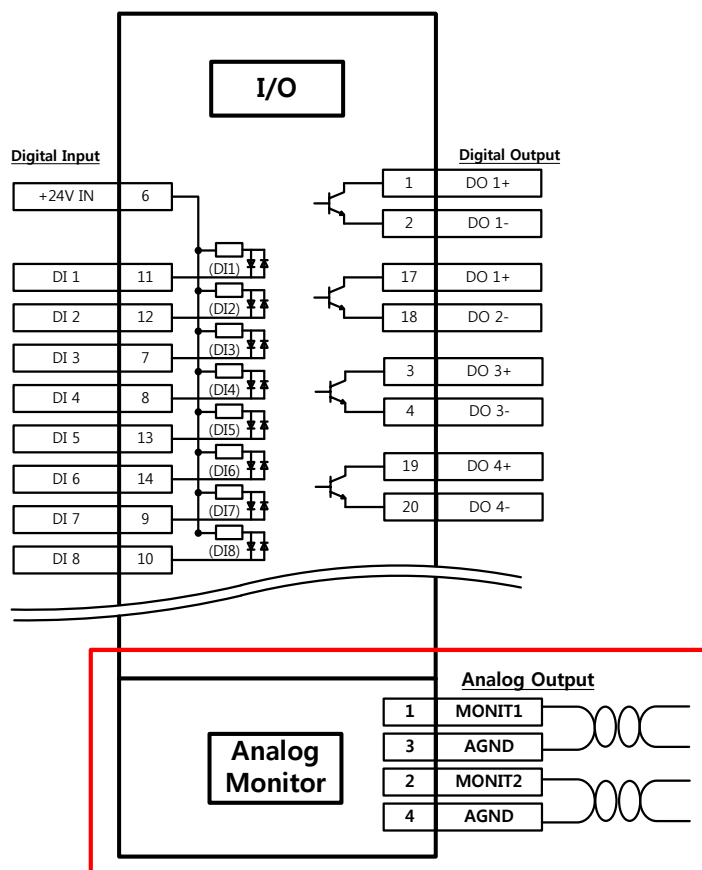 I/O
Digital Input
+24V IN 6
DI 1 11
DI 2 12
DI 3 7
DI 4 8
DI 5 13
DI 6 14
DI 7 9
DI 8 10
(DI1)
(DI2)
(DI3)
(DI4)
(DI5)
(DI6)
(DI7)
(DI8)
Digital Output
1 DO 1+
2 DO 1-
17 DO 1+
18 DO 2-
3 DO 3+
4 DO 3-
19 DO 4+
20 DO 4-
Analog
Monitor
Analog Output
1 MONIT1
3 AGND
2 MONIT2
4 AGND